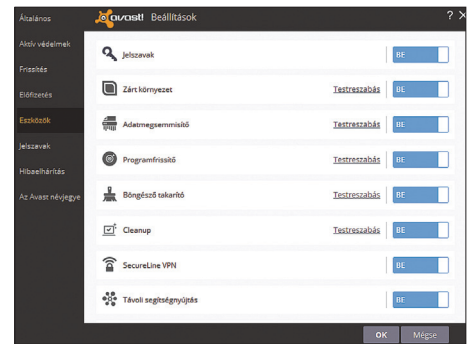 Általános
Aktív védelmek
Frissítés
Előfizetés
Eszközök
Jelszavak
Hibaelhárítás
Az Avast névjegye
avast! Beállítások ? X
Jelszavak BE
Zárt környezet Testreszabás BE
Adatmegsemmisítő Testreszabás BE
Programfrissítő Testreszabás BE
Böngésző takarító Testreszabás BE
Cleanup Testreszabás BE
SecureLine VPN BE
Távoli segítségnyújtás BE
OK Mégse